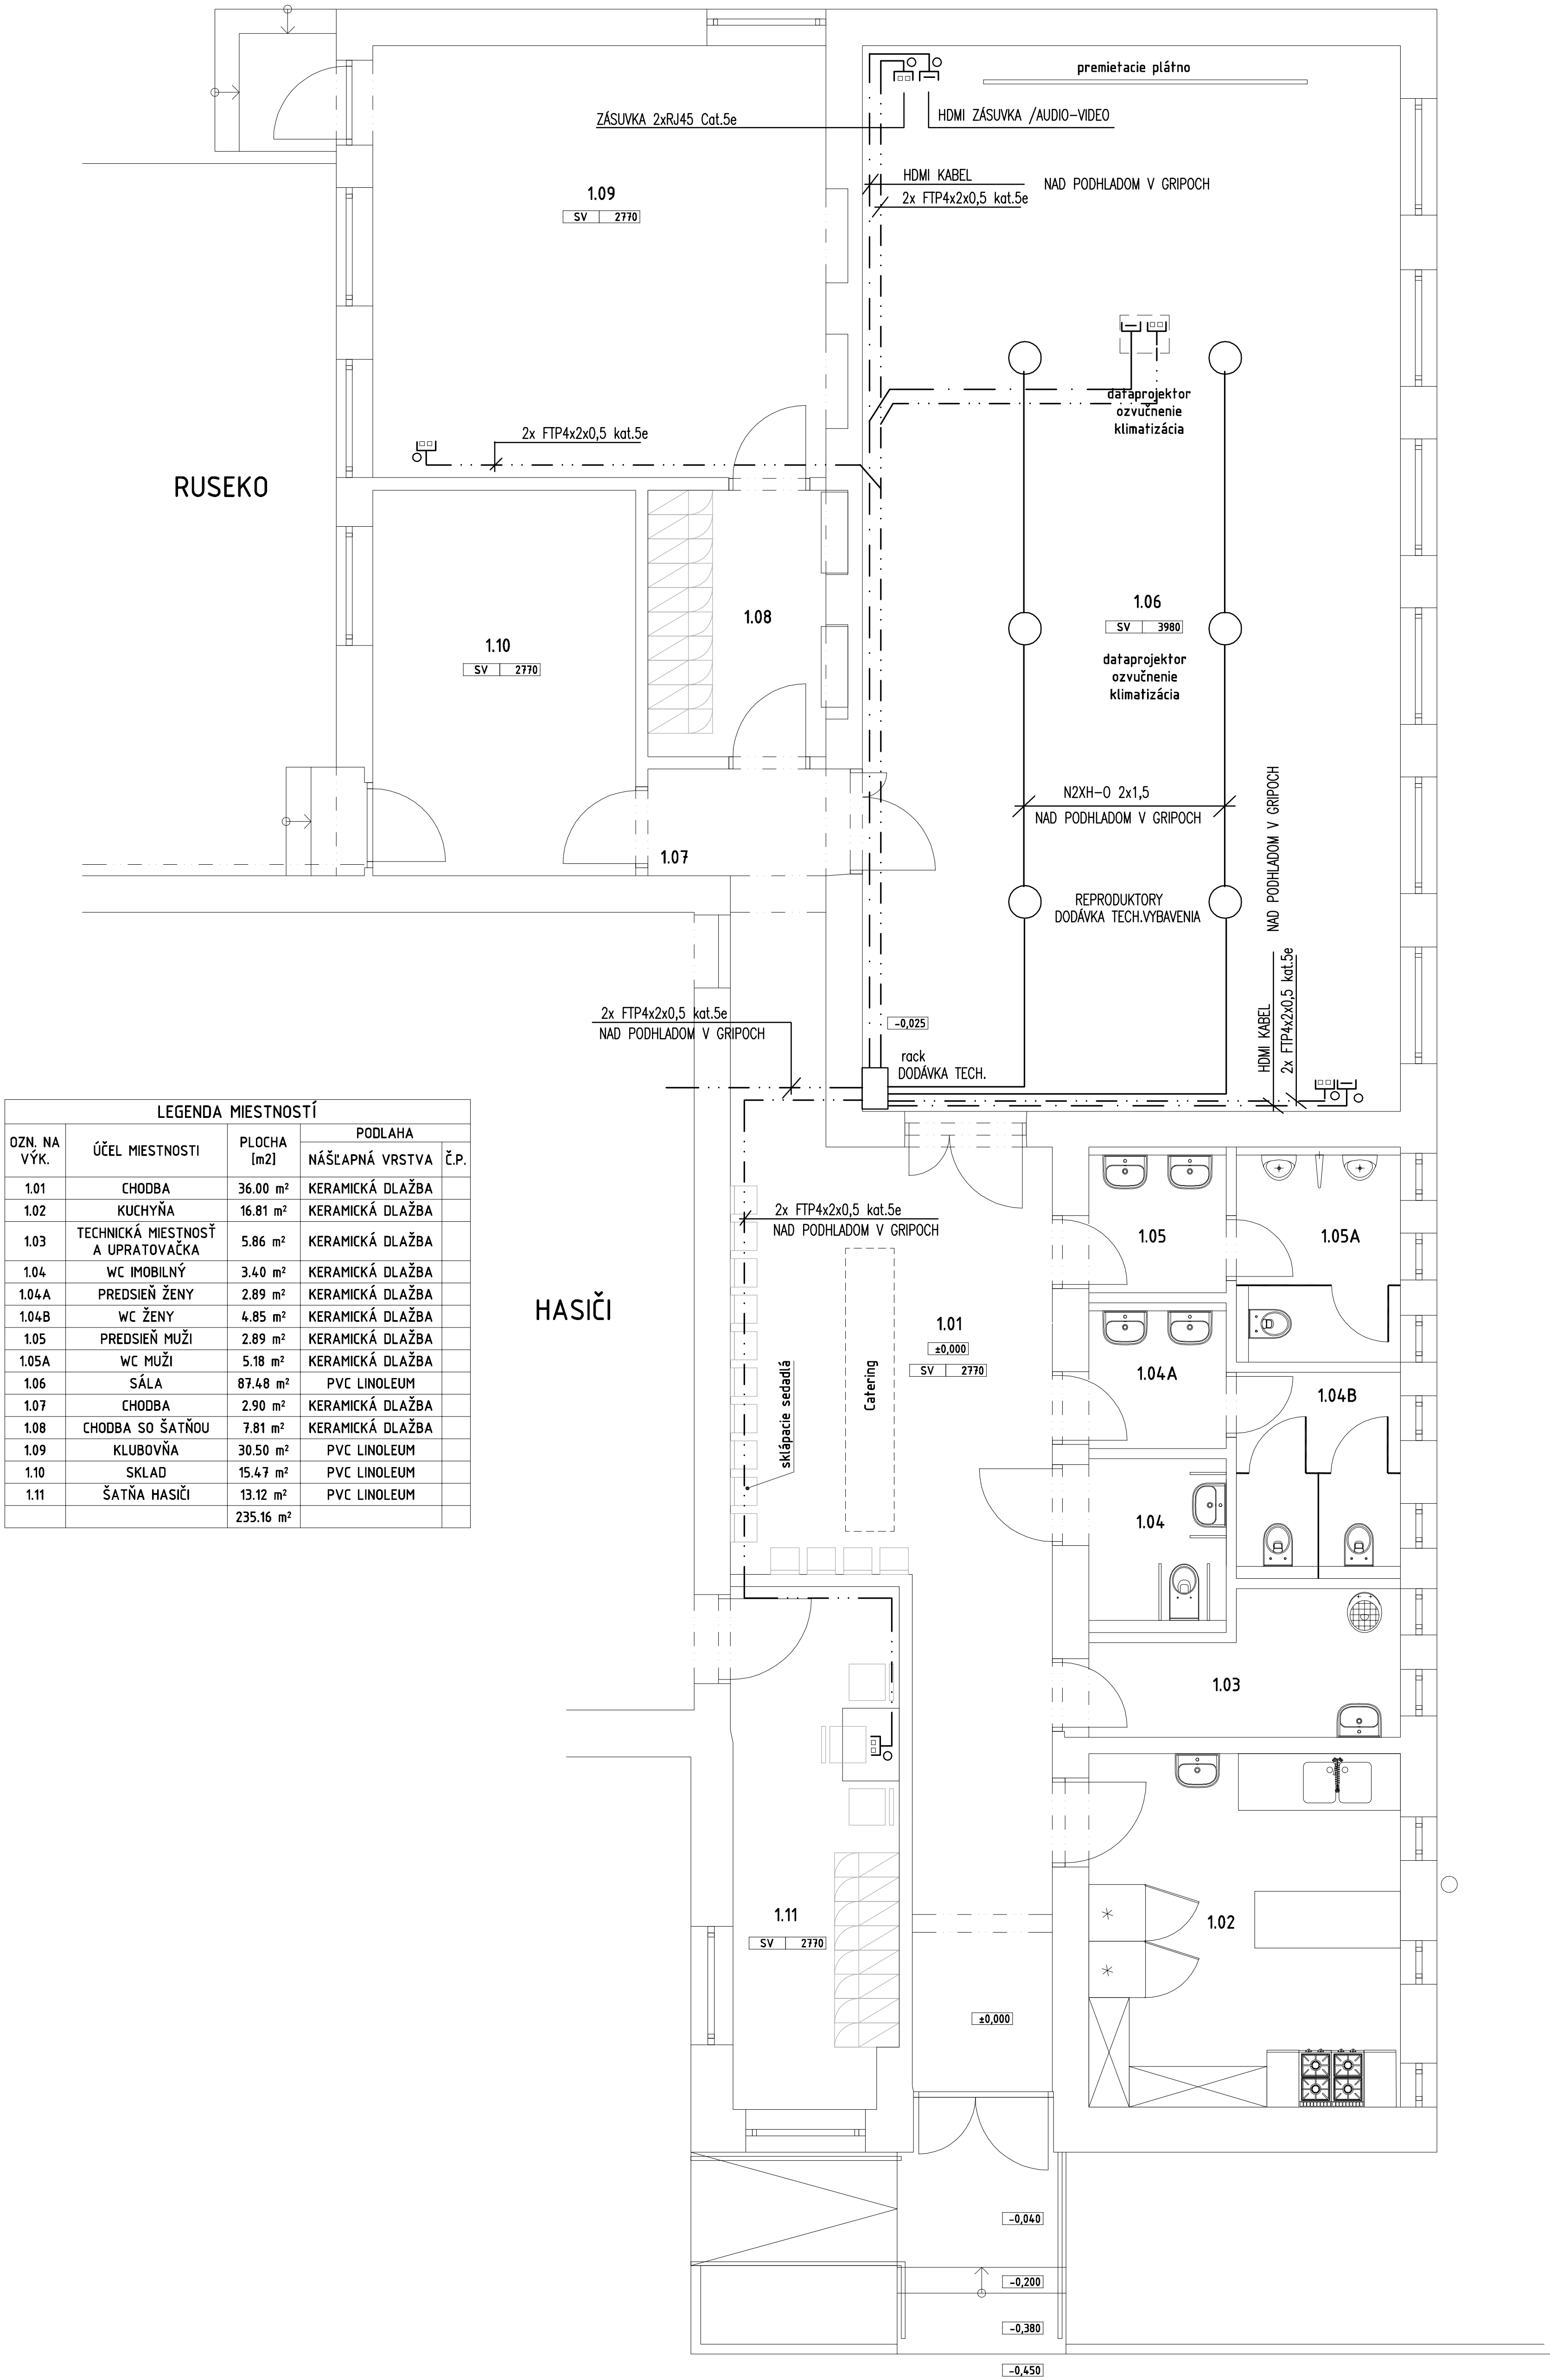 premietacie plátno
ZÁSUVKA 2xRJ45 Cat.5e
HDMI ZÁSUVKA /AUDIO-VIDEO
HDMI KABEL
NAD PODHLADOM V GRIPOCH
2x FTP4x2x0,5 kat.5e
1.09
SV 2770
dataprojektor
ozvučnenie
klimatizácia
2x FTP4x2x0,5 kat.5e
RUSEKO
1.10
SV 2770
1.08
1.06
SV 3980
dataprojektor
ozvučnenie
klimatizácia
N2XH-O 2x1,5
NAD PODHLADOM V GRIPOCH
NAD PODHLADOM V GRIPOCH
1.07
REPRODUKTORY
DODÁVKA TECH.VYBAVENIA
HDMI KABEL
2x FTP4x2x0,5 kat.5e
2x FTP4x2x0,5 kat.5e
NAD PODHLADOM V GRIPOCH
-0,025
rack
DODÁVKA TECH.
LEGENDA MIESTNOSTÍ
OZN. NA VÝK. ÚČEL MIESTNOSTI PLOCHA [m2] PODLAHA
NÁŠĽAPNÁ VRSTVA Č.P.
1.01 CHODBA 36.00 m² KERAMICKÁ DLAŽBA
1.02 KUCHYŇA 16.81 m² KERAMICKÁ DLAŽBA
1.03 TECHNICKÁ MIESTNOSŤ A UPRATOVAČKA 5.86 m² KERAMICKÁ DLAŽBA
1.04 WC IMOBILNÝ 3.40 m² KERAMICKÁ DLAŽBA
1.04A PREDSIEŇ ŽENY 2.89 m² KERAMICKÁ DLAŽBA
1.04B WC ŽENY 4.85 m² KERAMICKÁ DLAŽBA
1.05 PREDSIEŇ MUŽI 2.89 m² KERAMICKÁ DLAŽBA
1.05A WC MUŽI 5.18 m² KERAMICKÁ DLAŽBA
1.06 SÁLA 87.48 m² PVC LINOLEUM
1.07 CHODBA 2.90 m² KERAMICKÁ DLAŽBA
1.08 CHODBA SO ŠATŇOU 7.81 m² KERAMICKÁ DLAŽBA
1.09 KLUBOVŇA 30.50 m² PVC LINOLEUM
1.10 SKLAD 15.47 m² PVC LINOLEUM
1.11 ŠATŇA HASIČI 13.12 m² PVC LINOLEUM
235.16 m²
2x FTP4x2x0,5 kat.5e
NAD PODHLADOM V GRIPOCH
1.05
1.05A
HASIČI
1.01
±0,000
SV 2770
sklápacie sedadlá
Catering
1.04A
1.04B
1.04
1.03
1.11
SV 2770
1.02
±0,000
-0,040
-0,200
-0,380
-0,450